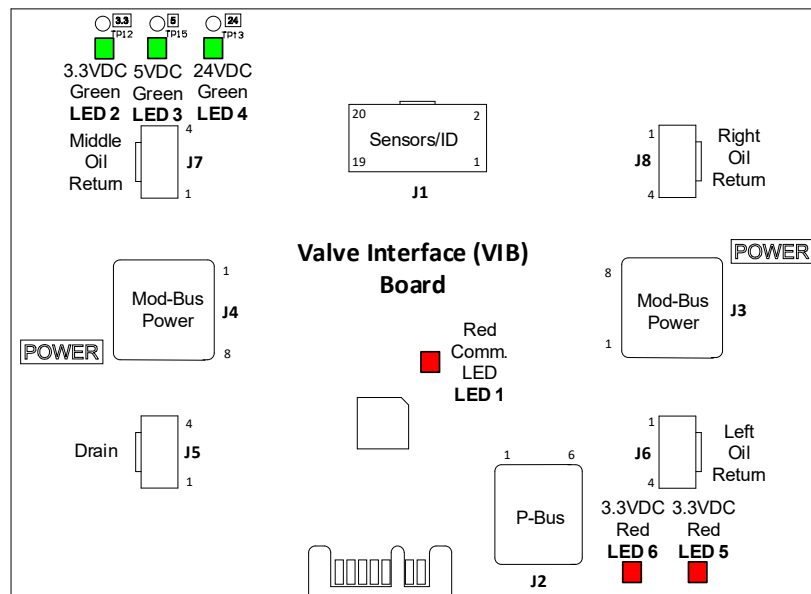 3.3 5 24
TP12 TP15 TP13
3.3VDC 5VDC 24VDC
Green Green Green
LED 2 LED 3 LED 4
Middle
Oil
Return
4
J7
1
20 2
Sensors/ID
19 1
J1
1
J8
4
Right
Oil
Return
Valve Interface (VIB)
Board
POWER
1
Mod-Bus
Power
J4
8
POWER
8
Mod-Bus
Power
J3
1
Red
Comm.
LED
LED 1
Drain
4
J5
1
1
J6
4
Left
Oil
Return
1 6
P-Bus
J2
3.3VDC 3.3VDC
Red Red
LED 6 LED 5